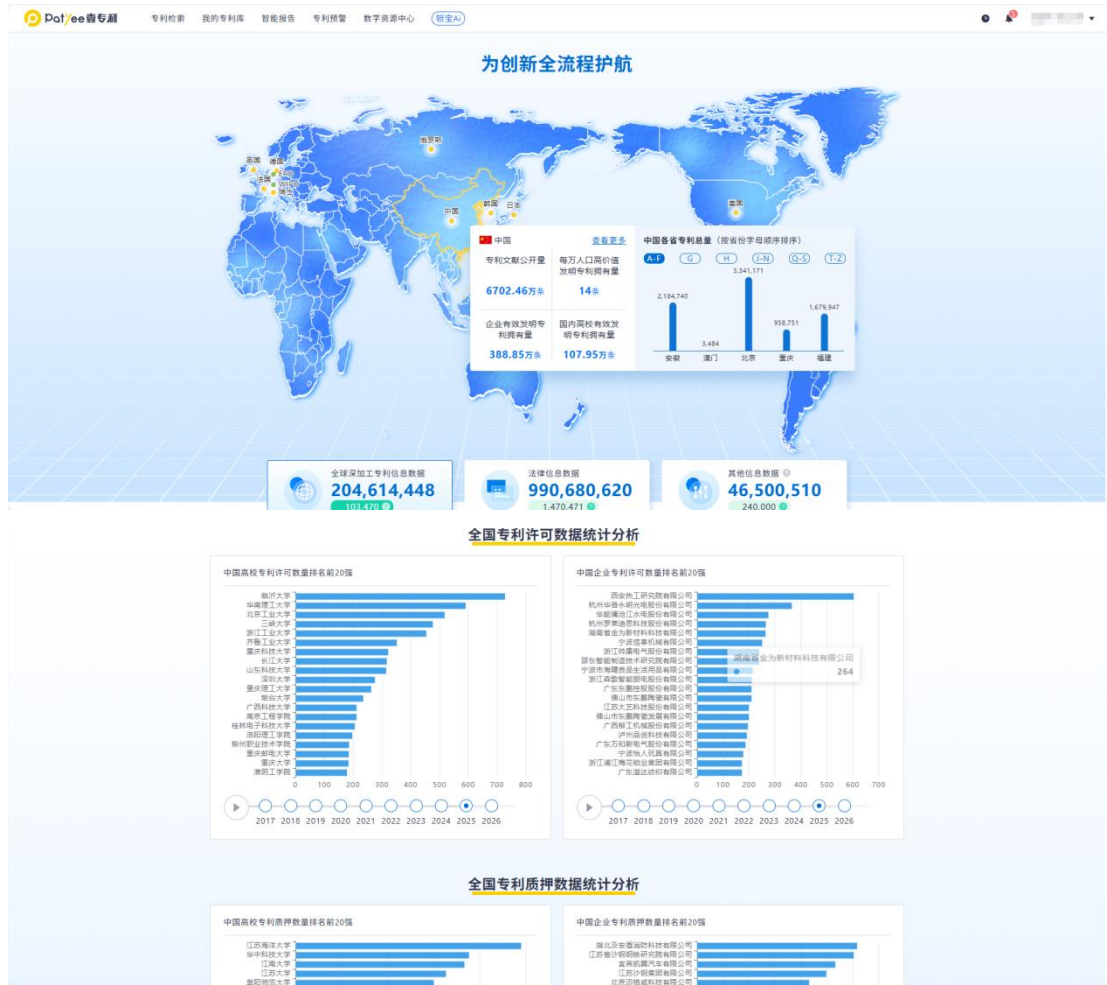 Patyee壹专利 专利检索 我的专利库 智能报告 专利预警 数字资源中心 钽宝Ai
为创新全流程护航
俄罗斯
英国 德国
EPO
法国 WIPO
瑞士
中国 韩国 日本 美国
中国 查看更多
专利文献公开量 每万人口高价值发明专利拥有量
6702.46万条 14条
企业有效发明专利拥有量 国内高校有效发明专利拥有量
388.85万条 107.95万条
中国各省专利总量（按省份字母顺序排序）
A-F G H J-N Q-S T-Z
2,184,740 3,484 3,341,171 958,751 1,679,947
安徽 澳门 北京 重庆 福建
全球深加工专利信息数据
204,614,448
103,470
法律信息数据
990,680,620
1,470,471
其他信息数据
46,500,510
240,000
全国专利许可数据统计分析
中国高校专利许可数量排名前20强
临沂大学
华南理工大学
北京工业大学
三峡大学
浙江工业大学
齐鲁工业大学
重庆科技大学
长江大学
山东科技大学
深圳大学
重庆理工大学
烟台大学
广西科技大学
南京工程学院
桂林电子科技大学
洛阳理工学院
柳州职业技术学院
重庆邮电大学
重庆大学
淮阴工学院
0 100 200 300 400 500 600 700 800
2017 2018 2019 2020 2021 2022 2023 2024 2025 2026
中国企业专利许可数量排名前20强
西安热工研究院有限公司
杭州华普永明光电股份有限公司
华能澜沧江水电股份有限公司
杭州罗莱迪思科技股份有限公司
湖南省金为新材料科技有限公司
宁波信泰机械有限公司
浙江帅康电气股份有限公司
邵东智能制造技术研究院有限公司
宁波市海曙良品生活用品有限公司
浙江森歌智能厨电股份有限公司
广东东鹏控股股份有限公司
佛山市东鹏陶瓷有限公司
江苏大艺科技股份有限公司
佛山市东鹏陶瓷发展有限公司
广西柳工机械股份有限公司
泸州品创科技有限公司
广东万和新电气股份有限公司
宁波怡人玩具有限公司
浙江浦江梅花锁业集团有限公司
广东溢达纺织有限公司
湖南省金为新材料科技有限公司
264
0 100 200 300 400 500 600 700
2017 2018 2019 2020 2021 2022 2023 2024 2025 2026
全国专利质押数据统计分析
中国高校专利质押数量排名前20强
江苏海洋大学
华中科技大学
江南大学
江苏大学
阜阳师范大学
中国企业专利质押数量排名前20强
湖北及安盾消防科技有限公司
江苏省沙钢钢铁研究院有限公司
宜宾凯翼汽车有限公司
江苏沙钢集团有限公司
北京迈格威科技有限公司